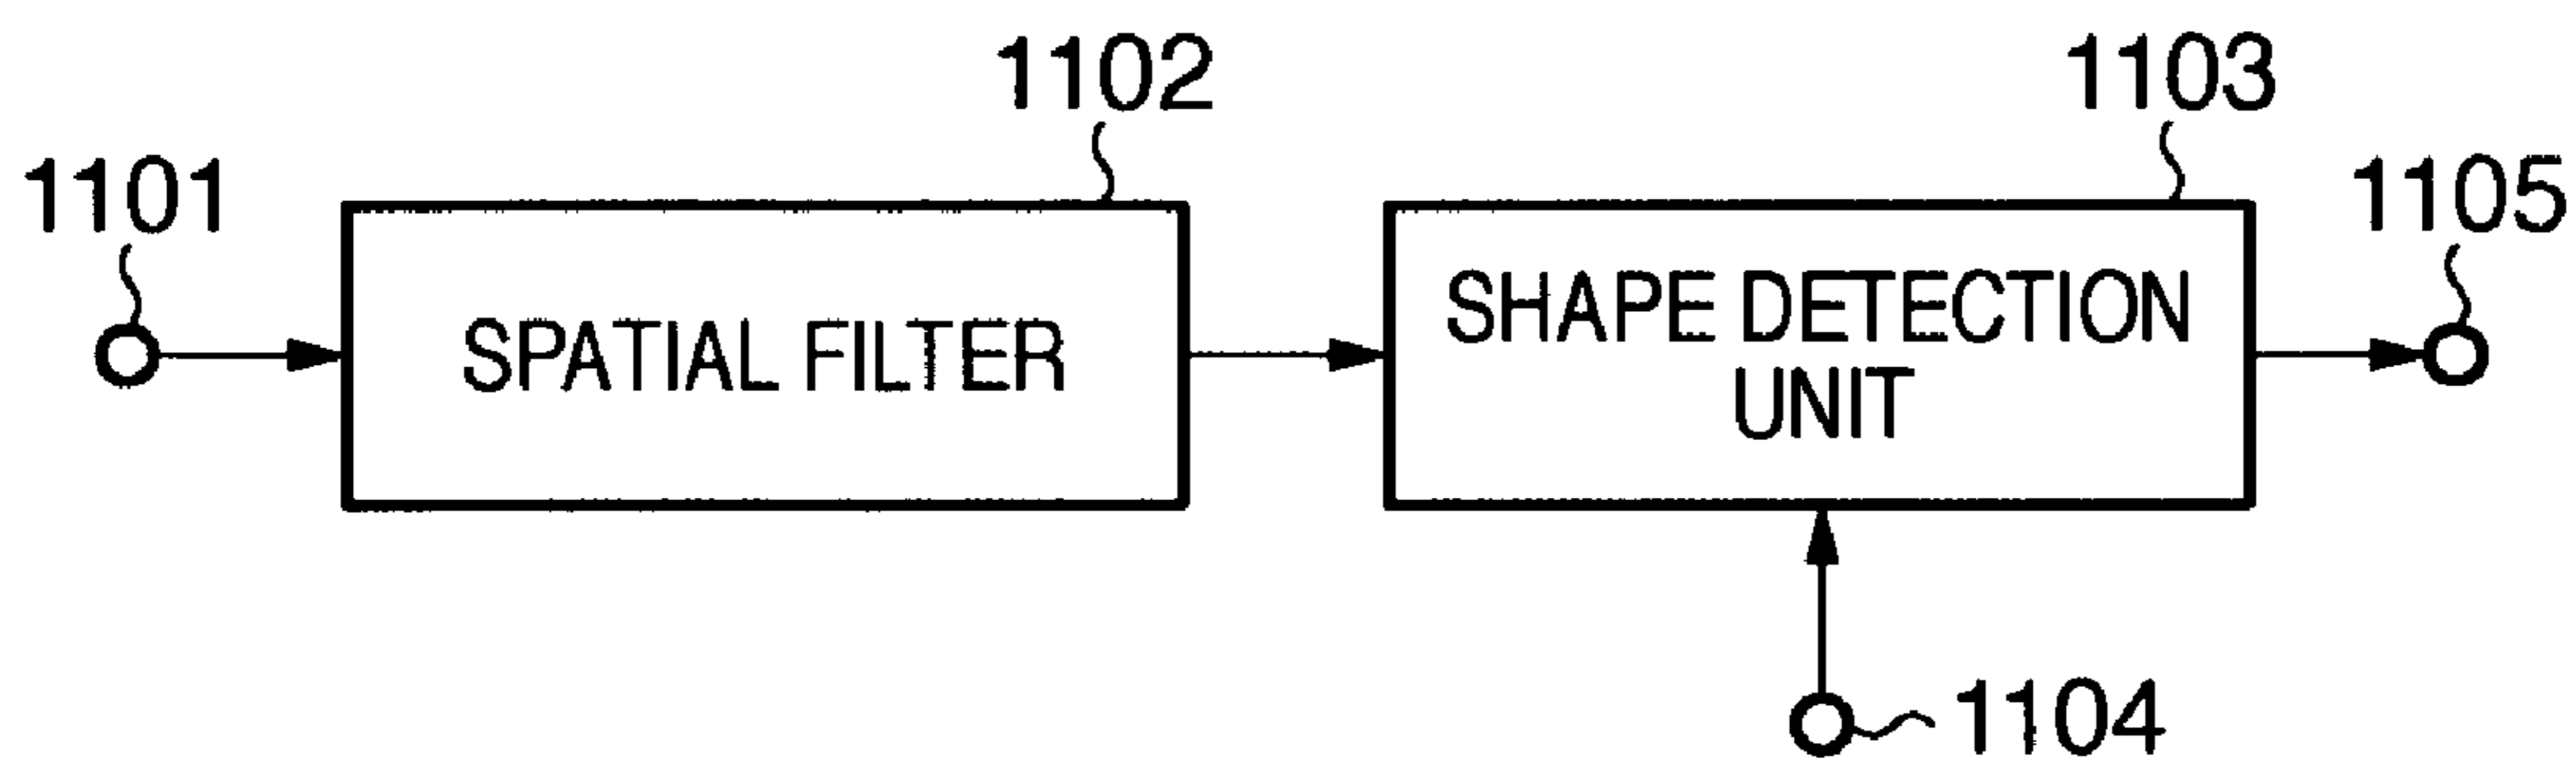 1102
1103
1101
1105
SPATIAL FILTER
SHAPE DETECTION
UNIT
1104